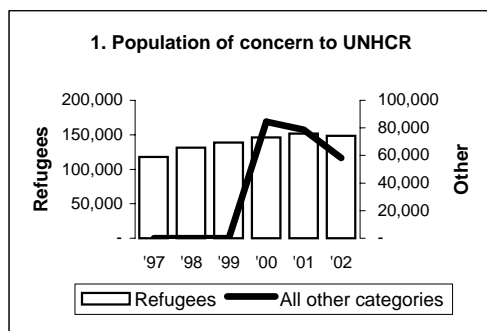 1. Population of concern to UNHCR
200,000
150,000
100,000
50,000
-
Refugees
100,000
80,000
60,000
40,000
20,000
-
Other
'97 '98 '99 '00 '01 '02
Refugees All other categories